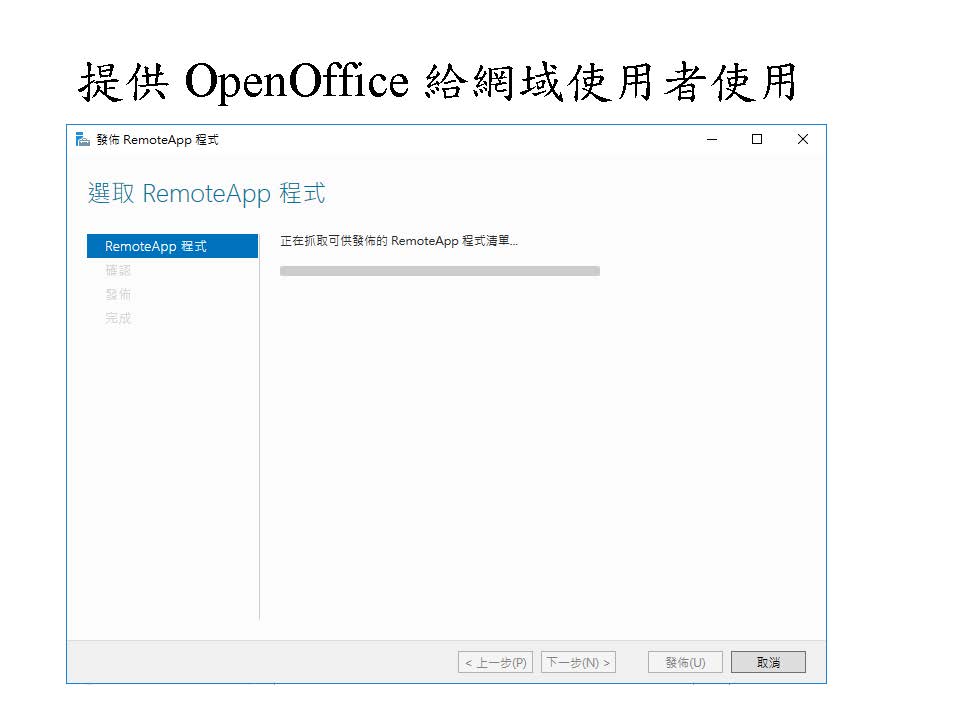 提供 OpenOffice 給網域使用者使用
發佈 RemoteApp 程式
選取 RemoteApp 程式
RemoteApp 程式
確認
發佈
完成
正在抓取可供發佈的 RemoteApp 程式清單...
< 上一步(P)
下一步(N) >
發佈(U)
取消